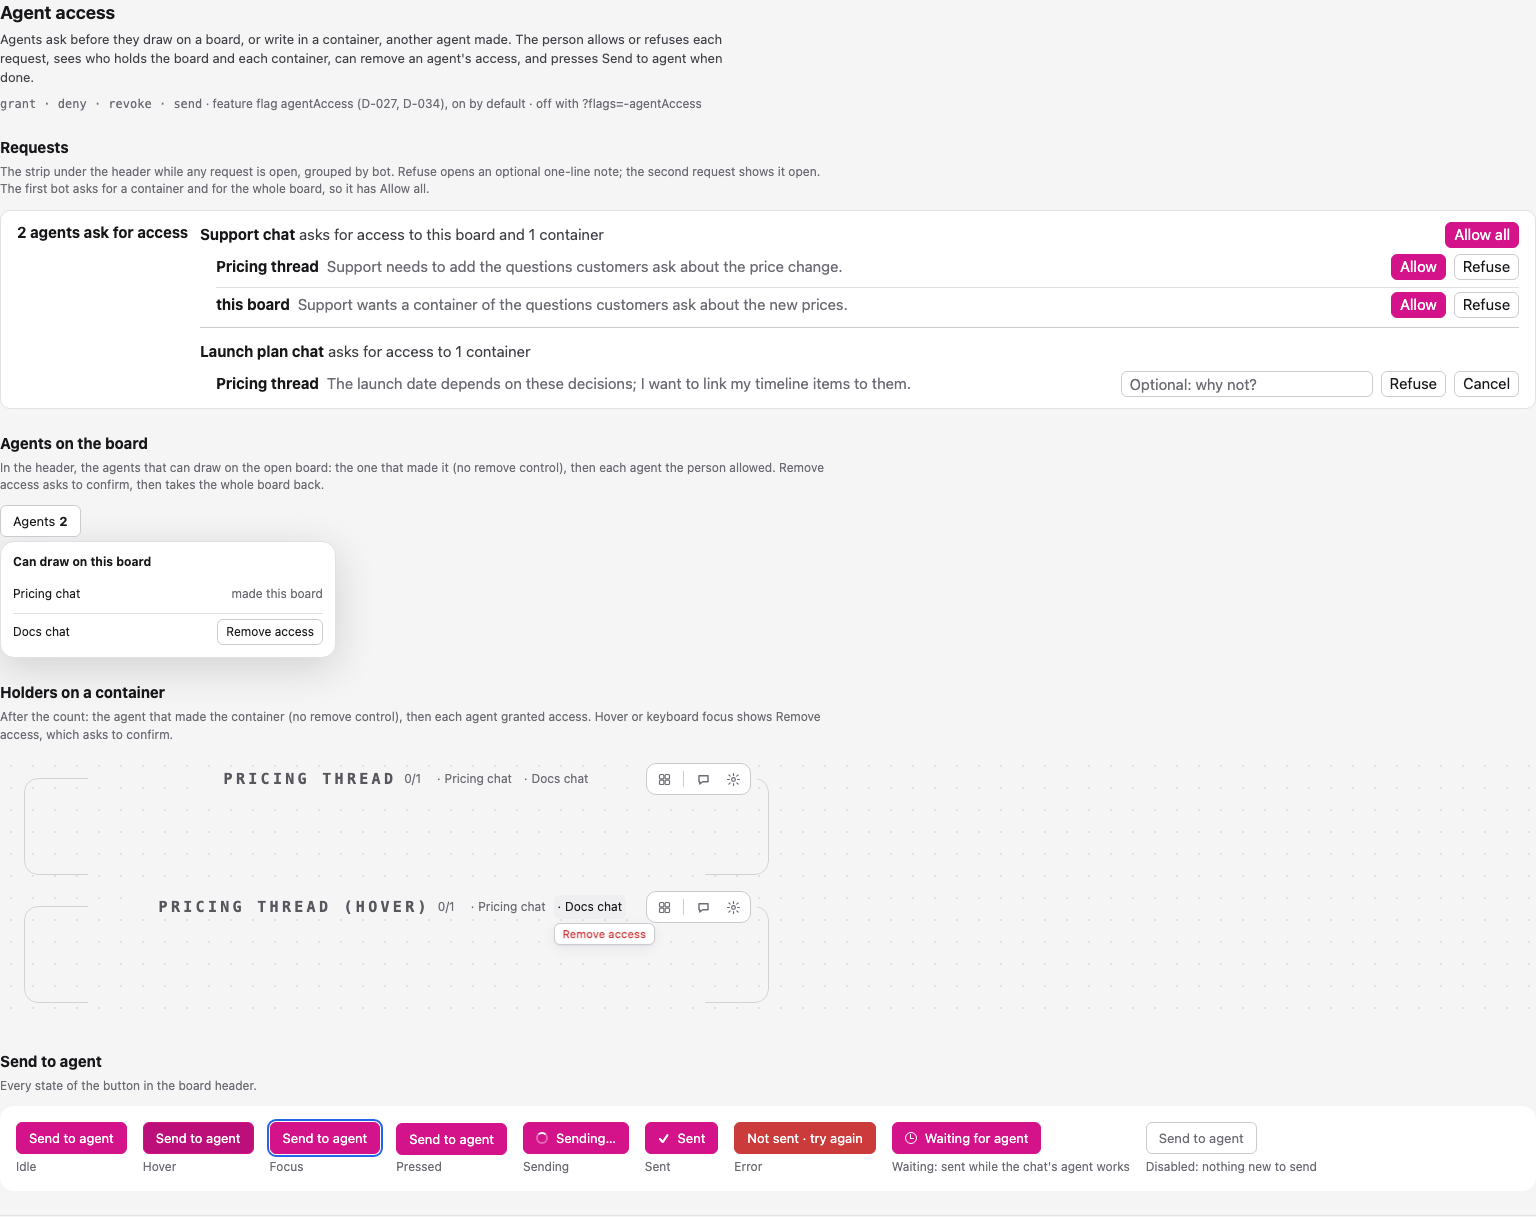 Agent access
Agents ask before they draw on a board, or write in a container, another agent made. The person allows or refuses each
request, sees who holds the board and each container, can remove an agent's access, and presses Send to agent when
done.
grant · deny · revoke · send · feature flag agentAccess (D-027, D-034), on by default · off with ?flags=-agentAccess
Requests
The strip under the header while any request is open, grouped by bot. Refuse opens an optional one-line note; the second request shows it open.
The first bot asks for a container and for the whole board, so it has Allow all.
2 agents ask for access
Support chat asks for access to this board and 1 container
Allow all
Pricing thread Support needs to add the questions customers ask about the price change.
Allow Refuse
this board Support wants a container of the questions customers ask about the new prices.
Allow Refuse
Launch plan chat asks for access to 1 container
Pricing thread The launch date depends on these decisions; I want to link my timeline items to them.
Optional: why not? Refuse Cancel
Agents on the board
In the header, the agents that can draw on the open board: the one that made it (no remove control), then each agent the person allowed. Remove
access asks to confirm, then takes the whole board back.
Agents 2
Can draw on this board
Pricing chat made this board
Docs chat Remove access
Holders on a container
After the count: the agent that made the container (no remove control), then each agent granted access. Hover or keyboard focus shows Remove
access, which asks to confirm.
PRICING THREAD 0/1 · Pricing chat · Docs chat
PRICING THREAD (HOVER) 0/1 · Pricing chat · Docs chat
Remove access
Send to agent
Every state of the button in the board header.
Send to agent Send to agent Send to agent Send to agent Sending... Sent Not sent · try again Waiting for agent Send to agent
Idle Hover Focus Pressed Sending Sent Error Waiting: sent while the chat's agent works Disabled: nothing new to send